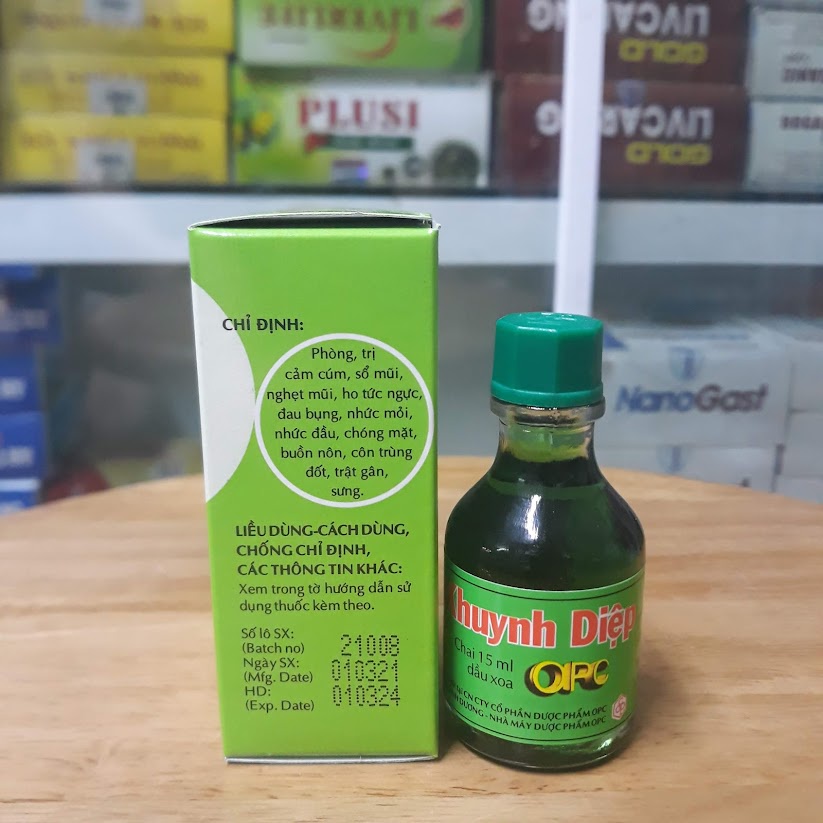 PLUSI
GOLD
LIVCARING
GOLD
LIVCARING
NanoGast
CHỈ ĐỊNH:
Phòng, trị
cảm cúm, sổ mũi,
nghẹt mũi, ho tức ngực,
đau bụng, nhức mỏi,
nhức đầu, chóng mặt,
buồn nôn, côn trùng
đốt, trật gân,
sưng.
LIỀU DÙNG-CÁCH DÙNG,
CHỐNG CHỈ ĐỊNH,
CÁC THÔNG TIN KHÁC:
Xem trong tờ hướng dẫn sử
dụng thuốc kèm theo.
Số lô SX: 21008
(Batch no)
Ngày SX: 010321
(Mfg. Date)
HD: 010324
(Exp. Date)
Khuynh Diệp
Chai 15 ml
dầu xoa
OPC
CN CTY CỔ PHẦN DƯỢC PHẨM OPC
DƯƠNG - NHÀ MÁY DƯỢC PHẨM OPC